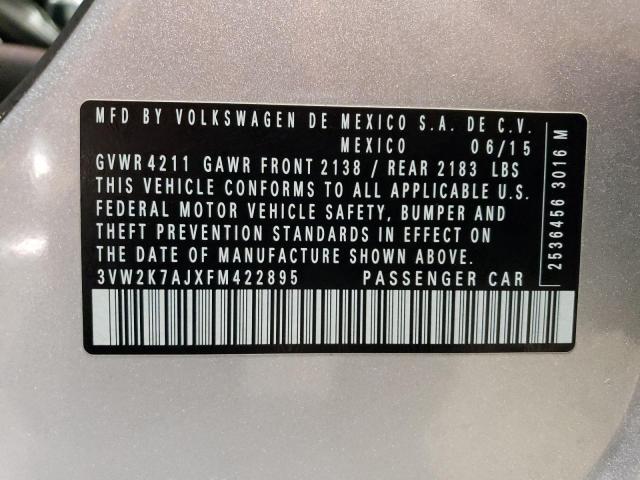 MFD BY VOLKSWAGEN DE MEXICO S.A. DE C.V.
MEXICO 06/15
GVWR 4211 GAWR FRONT 2138 / REAR 2183 LBS
THIS VEHICLE CONFORMS TO ALL APPLICABLE U.S.
FEDERAL MOTOR VEHICLE SAFETY, BUMPER AND
THEFT PREVENTION STANDARDS IN EFFECT ON
THE DATE OF MANUFACTURE SHOWN ABOVE.
3VW2K7AJXFM422895 PASSENGER CAR
2536456 3016 M